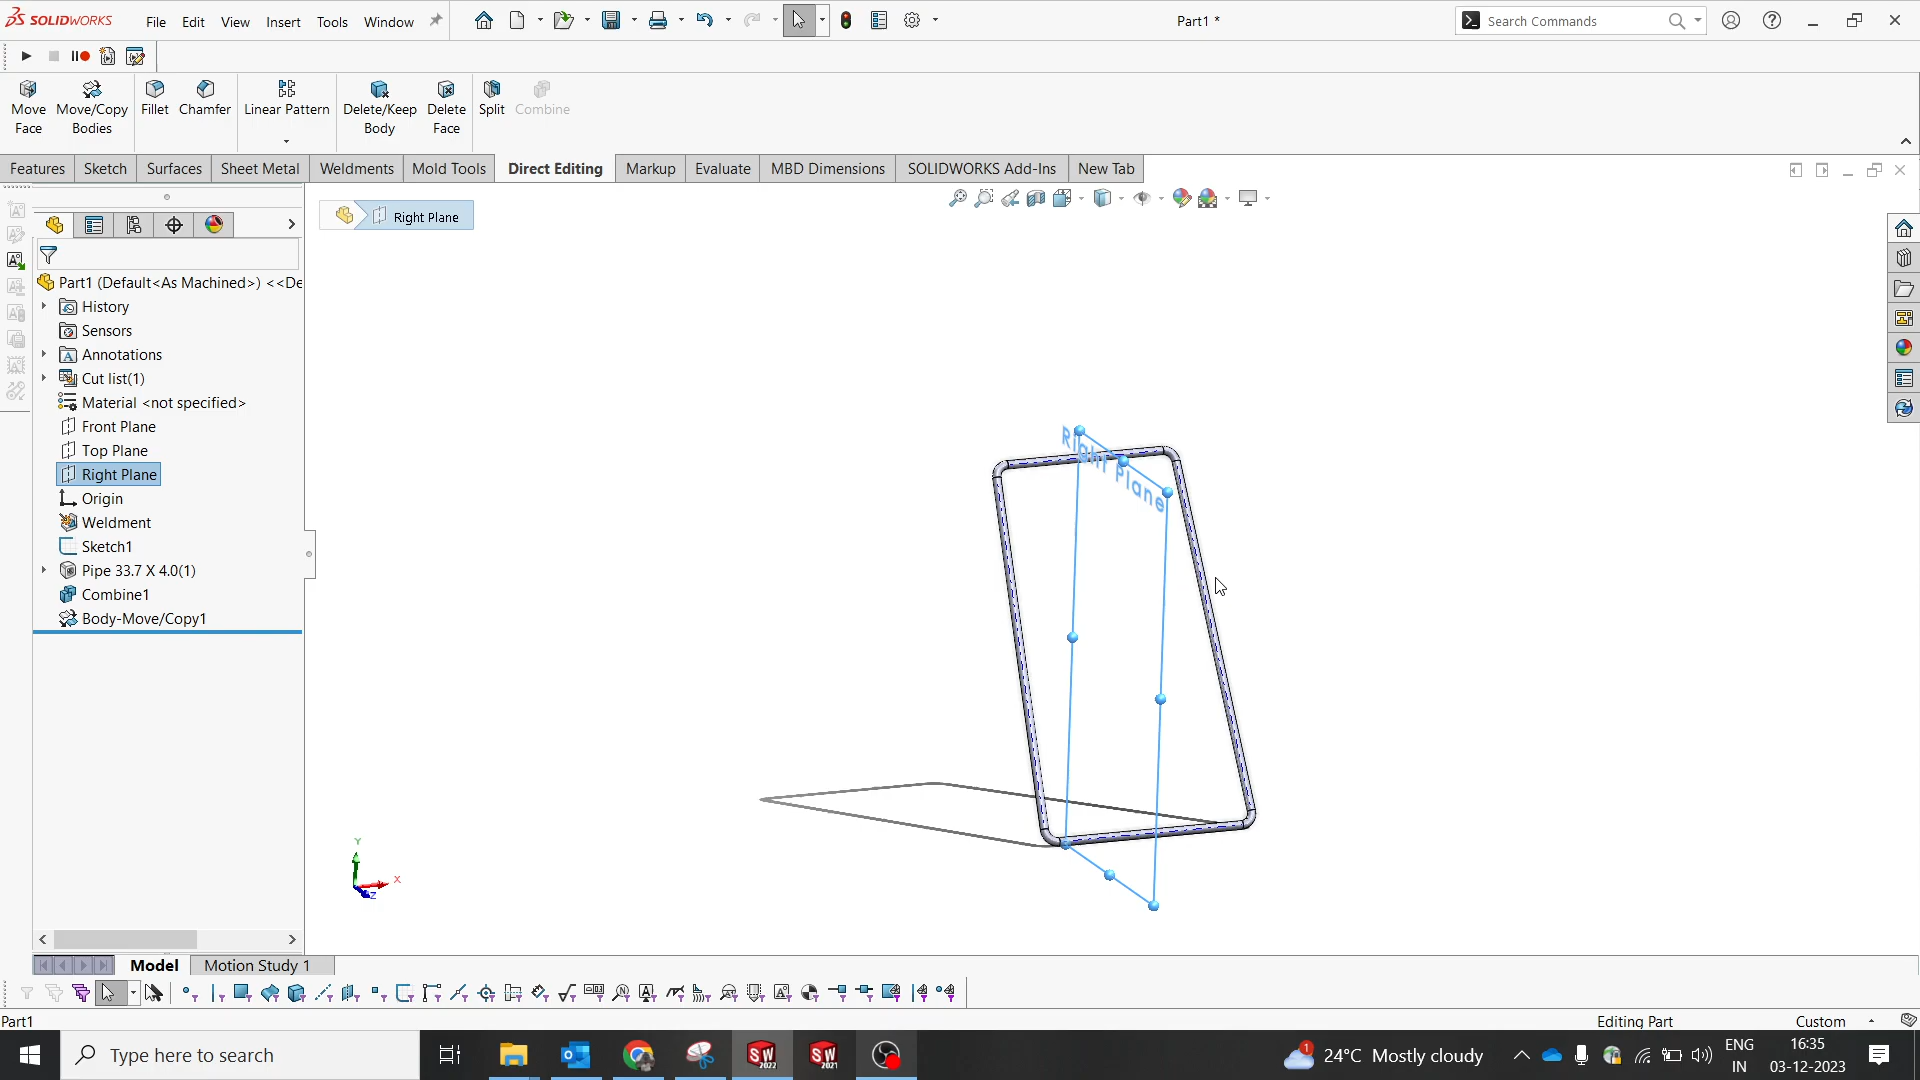 SOLIDWORKS File Edit View Insert Tools Window Part1 * Search Commands
Move Face
Move/Copy Bodies
Fillet
Chamfer
Linear Pattern
Delete/Keep Body
Delete Face
Split
Combine
Features Sketch Surfaces Sheet Metal Weldments Mold Tools Direct Editing Markup Evaluate MBD Dimensions SOLIDWORKS Add-Ins New Tab
Right Plane
Part1 (Default<As Machined>) <<De
History
Sensors
Annotations
Cut list(1)
Material <not specified>
Front Plane
Top Plane
Right Plane
Origin
Weldment
Sketch1
Pipe 33.7 X 4.0(1)
Combine1
Body-Move/Copy1
Right Plane
Y
X
Z
Model Motion Study 1
Part1 Editing Part Custom
Type here to search
SW 2022
SW 2021
1
24°C Mostly cloudy
ENG
IN
16:35
03-12-2023